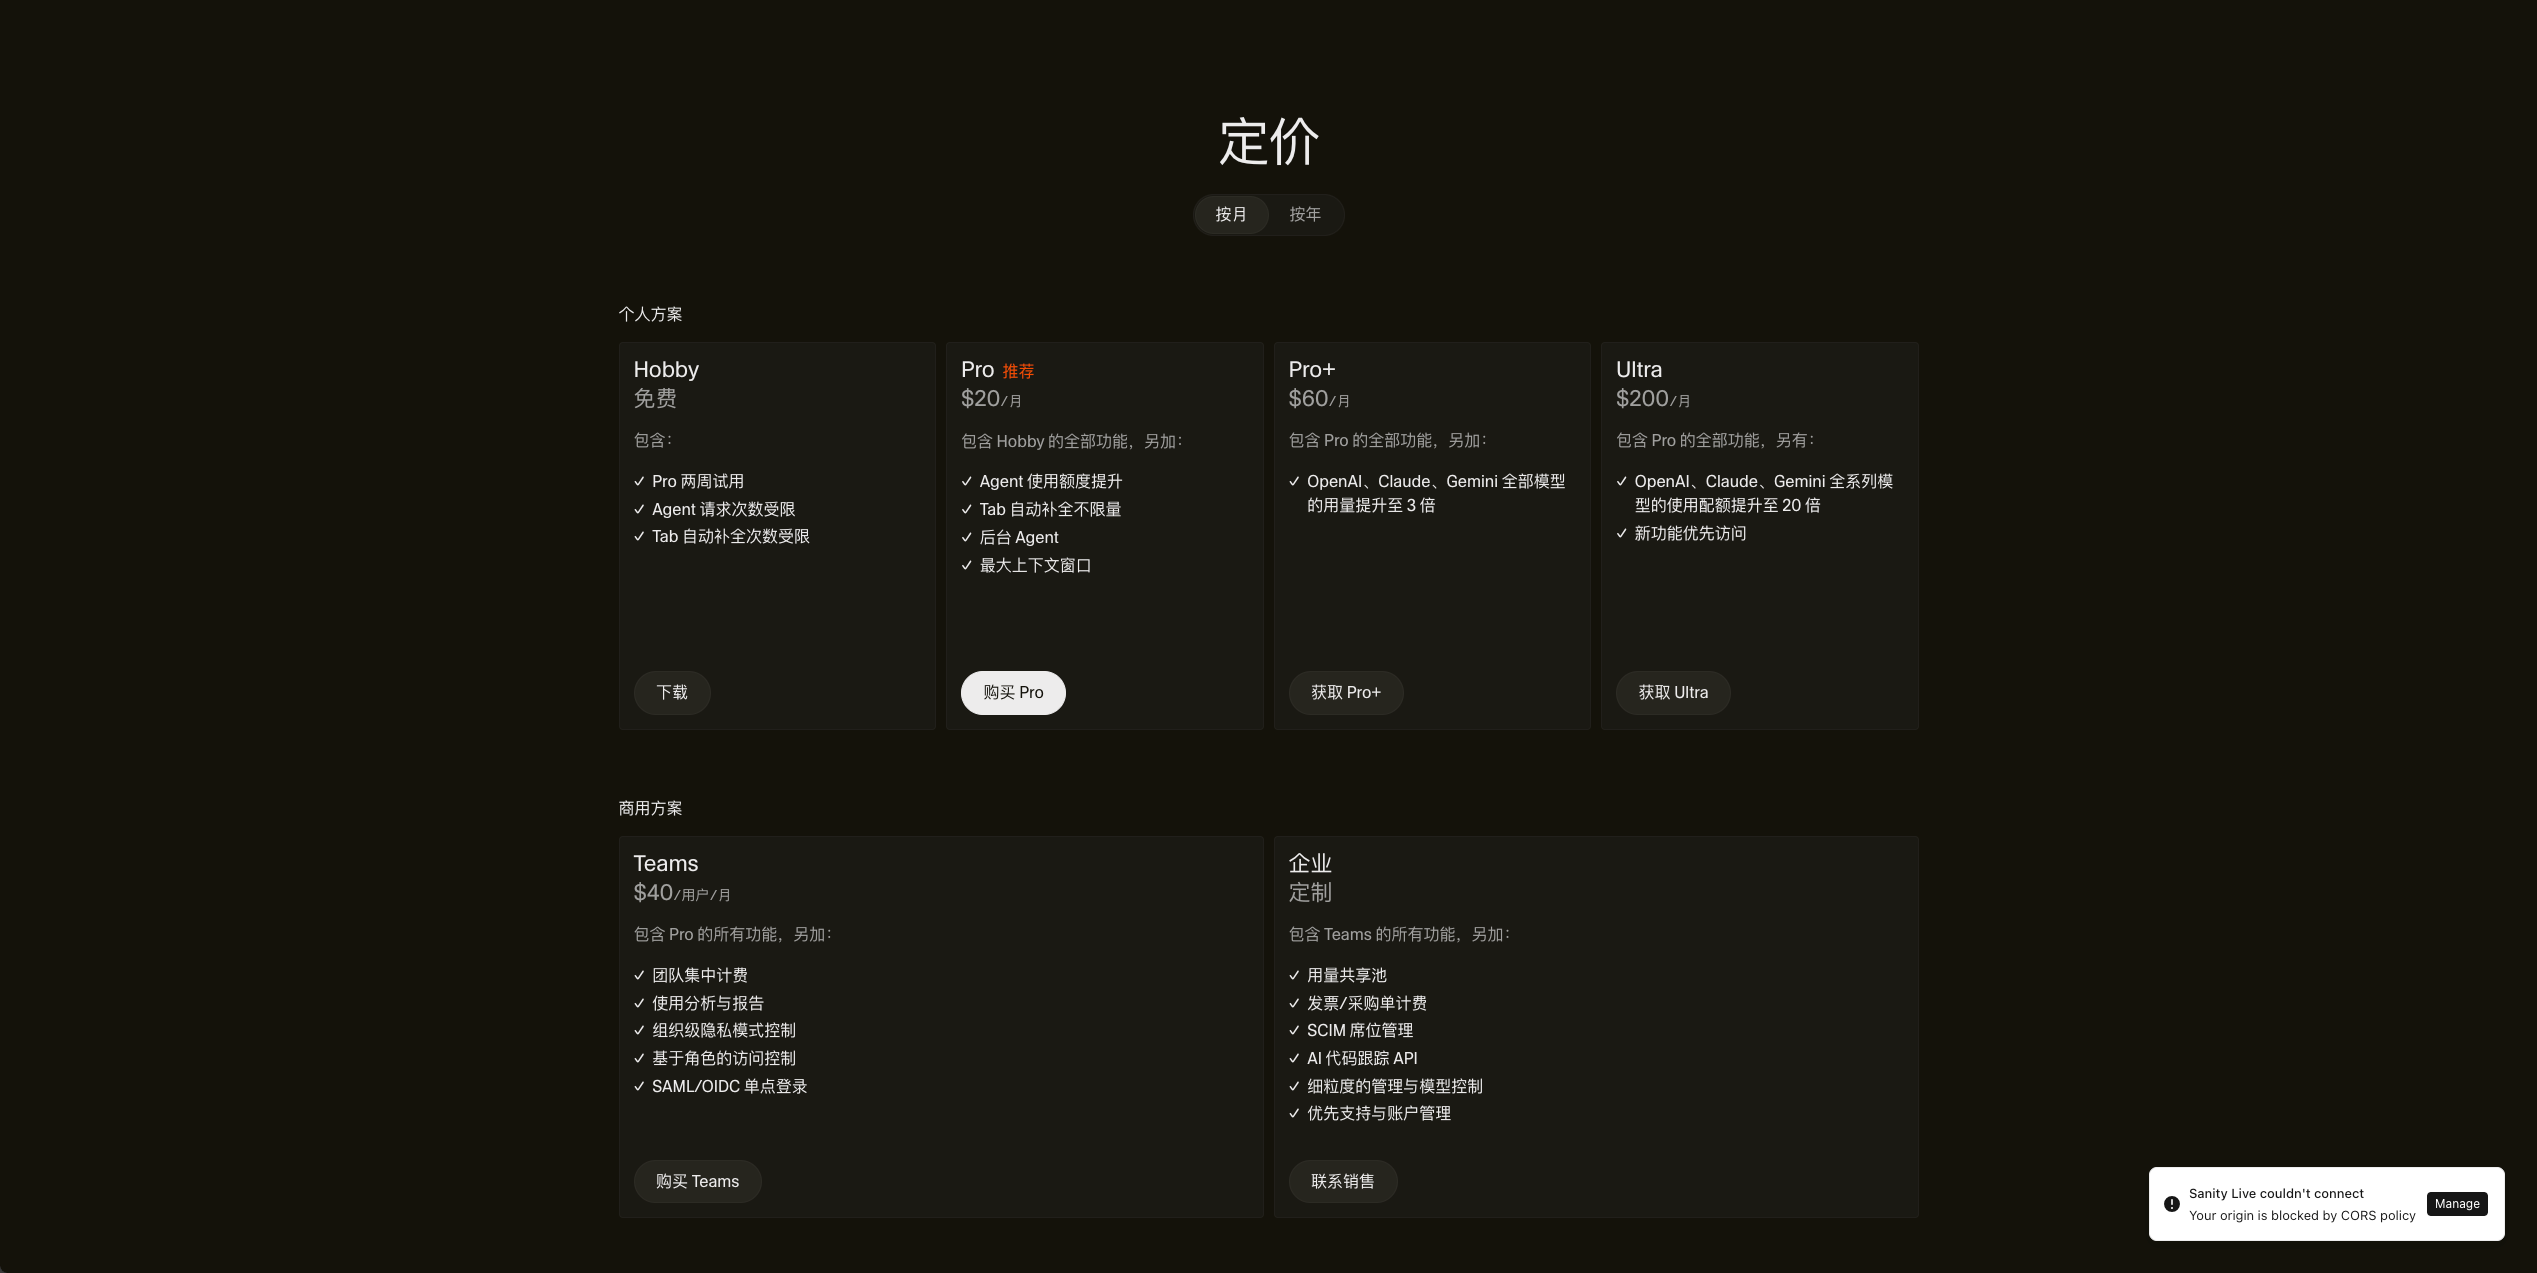 定价
按月
按年
个人方案
Hobby
免费
包含：
Pro 两周试用
Agent 请求次数受限
Tab 自动补全次数受限
下载
Pro 推荐
$20/月
包含 Hobby 的全部功能，另加：
Agent 使用额度提升
Tab 自动补全不限量
后台 Agent
最大上下文窗口
购买 Pro
Pro+
$60/月
包含 Pro 的全部功能，另加：
OpenAI、Claude、Gemini 全部模型
的用量提升至 3 倍
获取 Pro+
Ultra
$200/月
包含 Pro 的全部功能，另有：
OpenAI、Claude、Gemini 全系列模
型的使用配额提升至 20 倍
新功能优先访问
获取 Ultra
商用方案
Teams
$40/用户/月
包含 Pro 的所有功能，另加：
团队集中计费
使用分析与报告
组织级隐私模式控制
基于角色的访问控制
SAML/OIDC 单点登录
购买 Teams
企业
定制
包含 Teams 的所有功能，另加：
用量共享池
发票/采购单计费
SCIM 席位管理
AI 代码跟踪 API
细粒度的管理与模型控制
优先支持与账户管理
联系销售
Sanity Live couldn't connect
Your origin is blocked by CORS policy
Manage